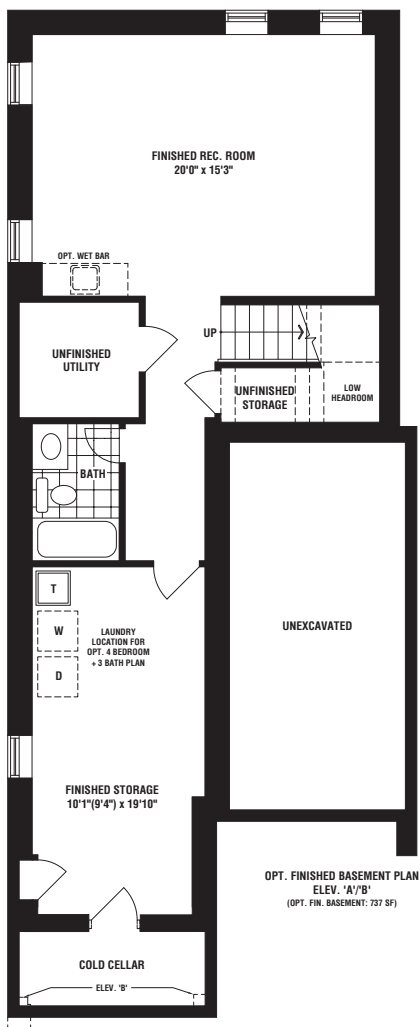 FINISHED REC. ROOM
20'0" x 15'3"
OPT. WET BAR
UP
UNFINISHED
UTILITY
UNFINISHED
STORAGE
LOW
HEADROOM
BATH
T
W
D
LAUNDRY
LOCATION FOR
OPT. 4 BEDROOM
+ 3 BATH PLAN
UNEXCAVATED
FINISHED STORAGE
10'1"(9'4") x 19'10"
OPT. FINISHED BASEMENT PLAN
ELEV. 'A'/'B'
(OPT. FIN. BASEMENT: 737 SF)
COLD CELLAR
ELEV. 'B'